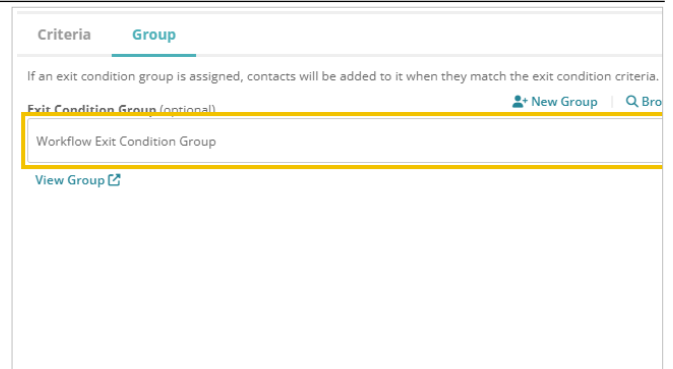 Criteria Group
If an exit condition group is assigned, contacts will be added to it when they match the exit condition criteria.
Exit Condition Group (optional) New Group Bro
Workflow Exit Condition Group
View Group